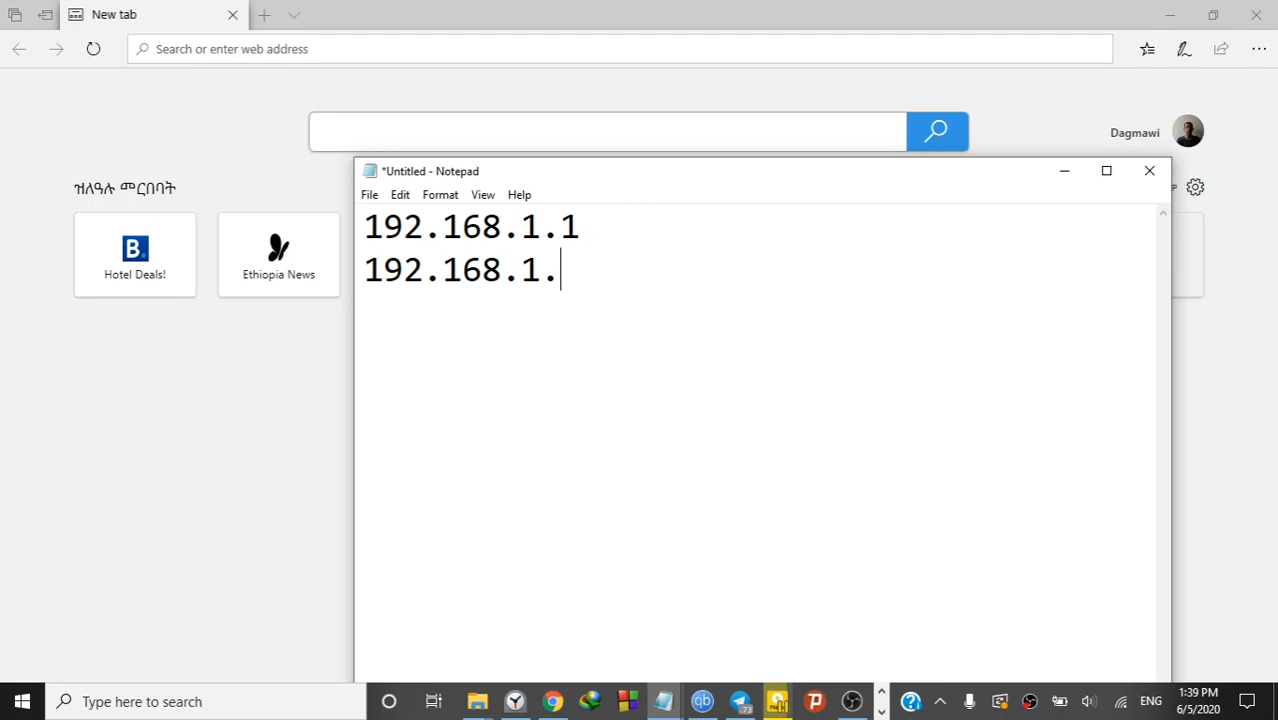 New tab
Search or enter web address
Dagmawi
*Untitled - Notepad
File Edit Format View Help
192.168.1.1
192.168.1.
ዝለዓሉ መርበባት
B.
Hotel Deals!
Ethiopia News
Type here to search
qb
73
ENG
1:39 PM
6/5/2020